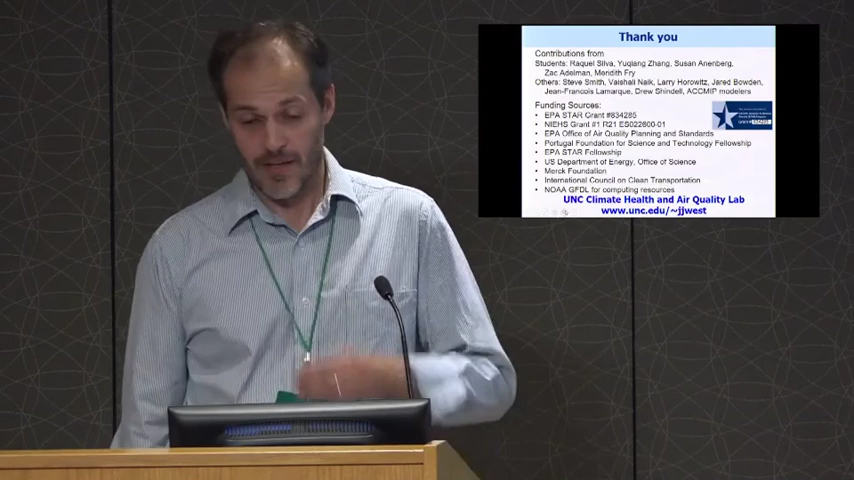 Thank you
Contributions from
Students: Raquel Silva, Yuqiang Zhang, Susan Anenberg,
Zac Adelman, Meridith Fry
Others: Steve Smith, Vaishali Naik, Larry Horowitz, Jared Bowden,
Jean-Francois Lamarque, Drew Shindell, ACCMIP modelers
Funding Sources:
• EPA STAR Grant #834285
• NIEHS Grant #1 R21 ES022600-01
• EPA Office of Air Quality Planning and Standards
• Portugal Foundation for Science and Technology Fellowship
• EPA STAR Fellowship
• US Department of Energy, Office of Science
• Merck Foundation
• International Council on Clean Transportation
• NOAA GFDL for computing resources
UNC Climate Health and Air Quality Lab
www.unc.edu/~jjwest